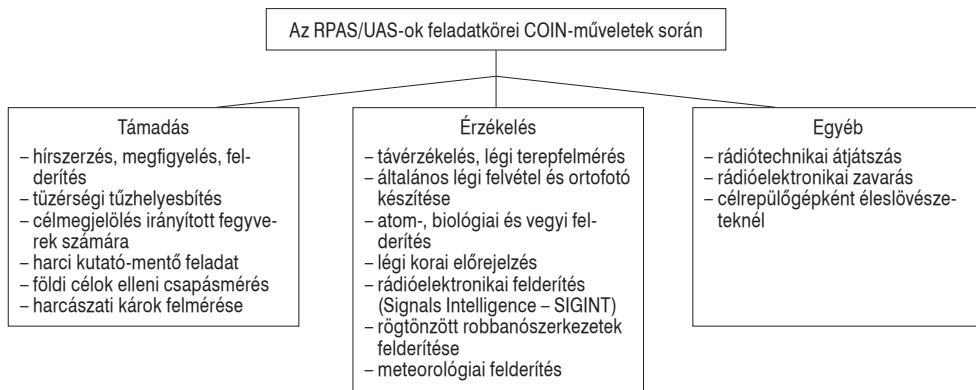 Az RPAS/UAS-ok feladatkörei COIN-műveletek során
Támadás
– hírszerzés, megfigyelés, fel-
derítés
– tüzérségi tűzhelyesbítés
– célmegjelölés irányított fegyve-
rek számára
– harci kutató-mentő feladat
– földi célok elleni csapásmérés
– harcászati károk felmérése
Érzékelés
– távérzékelés, légi terepfelmérés
– általános légi felvétel és ortofotó
készítése
– atom-, biológiai és vegyi fel-
derítés
– légi korai előrejelzés
– rádióelektronikai felderítés
(Signals Intelligence – SIGINT)
– rögtönzött robbanószerkezetek
felderítése
– meteorológiai felderítés
Egyéb
– rádiótechnikai átjátszás
– rádióelektronikai zavarás
– célrepülőgépként éleslövésze-
teknél